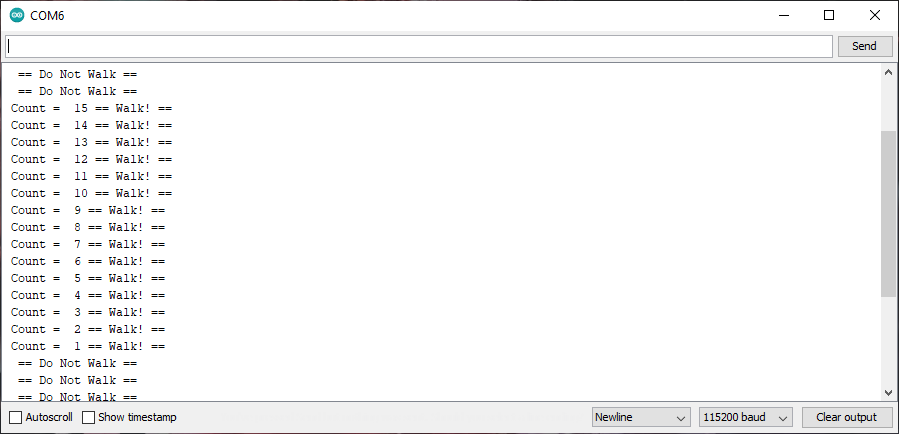 COM6
Send
== Do Not Walk ==
== Do Not Walk ==
Count =  15 == Walk! ==
Count =  14 == Walk! ==
Count =  13 == Walk! ==
Count =  12 == Walk! ==
Count =  11 == Walk! ==
Count =  10 == Walk! ==
Count =  9 == Walk! ==
Count =  8 == Walk! ==
Count =  7 == Walk! ==
Count =  6 == Walk! ==
Count =  5 == Walk! ==
Count =  4 == Walk! ==
Count =  3 == Walk! ==
Count =  2 == Walk! ==
Count =  1 == Walk! ==
== Do Not Walk ==
== Do Not Walk ==
== Do Not Walk ==
Autoscroll Show timestamp Newline 115200 baud Clear output